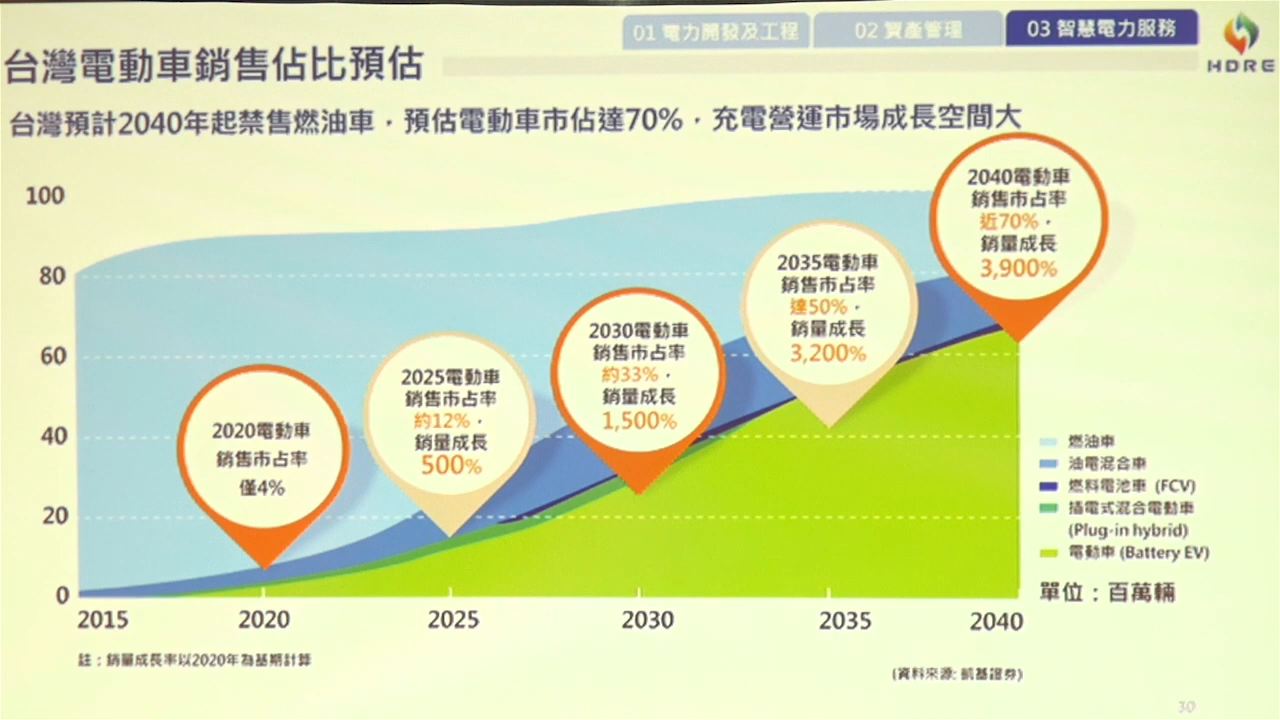 01 電力開發及工程
02 資產管理
03 智慧電力服務
HDRE
台灣電動車銷售佔比預估
台灣預計2040年起禁售燃油車，預估電動車市佔達70%，充電營運市場成長空間大
100
80
60
40
20
0
2020電動車
銷售市占率
僅4%
2025電動車
銷售市占率
約12%，
銷量成長
500%
2030電動車
銷售市占率
約33%，
銷量成長
1,500%
2035電動車
銷售市占率
達50%，
銷量成長
3,200%
2040電動車
銷售市占率
近70%，
銷量成長
3,900%
燃油車
油電混合車
燃料電池車 (FCV)
插電式混合電動車
(Plug-in hybrid)
電動車 (Battery EV)
單位：百萬輛
2015
2020
2025
2030
2035
2040
註：銷量成長率以2020年為基期計算
(資料來源: 凱基證券)
30